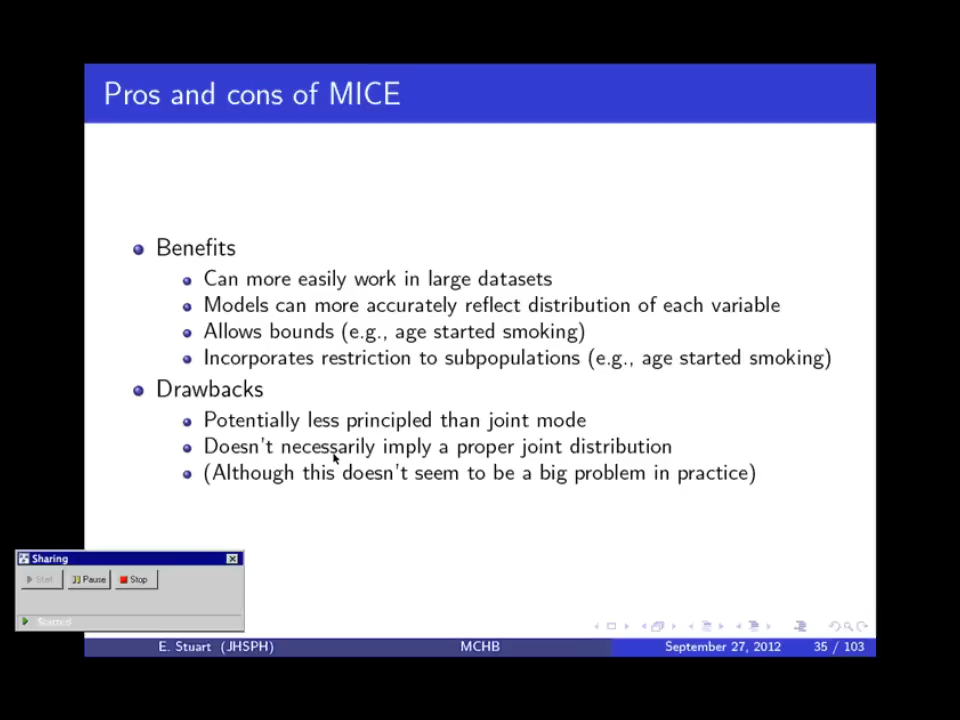 Pros and cons of MICE
Benefits
Can more easily work in large datasets
Models can more accurately reflect distribution of each variable
Allows bounds (e.g., age started smoking)
Incorporates restriction to subpopulations (e.g., age started smoking)
Drawbacks
Potentially less principled than joint mode
Doesn't necessarily imply a proper joint distribution
(Although this doesn't seem to be a big problem in practice)
Sharing
Start Pause Stop
Started
E. Stuart (JHSPH) MCHB September 27, 2012 35 / 103